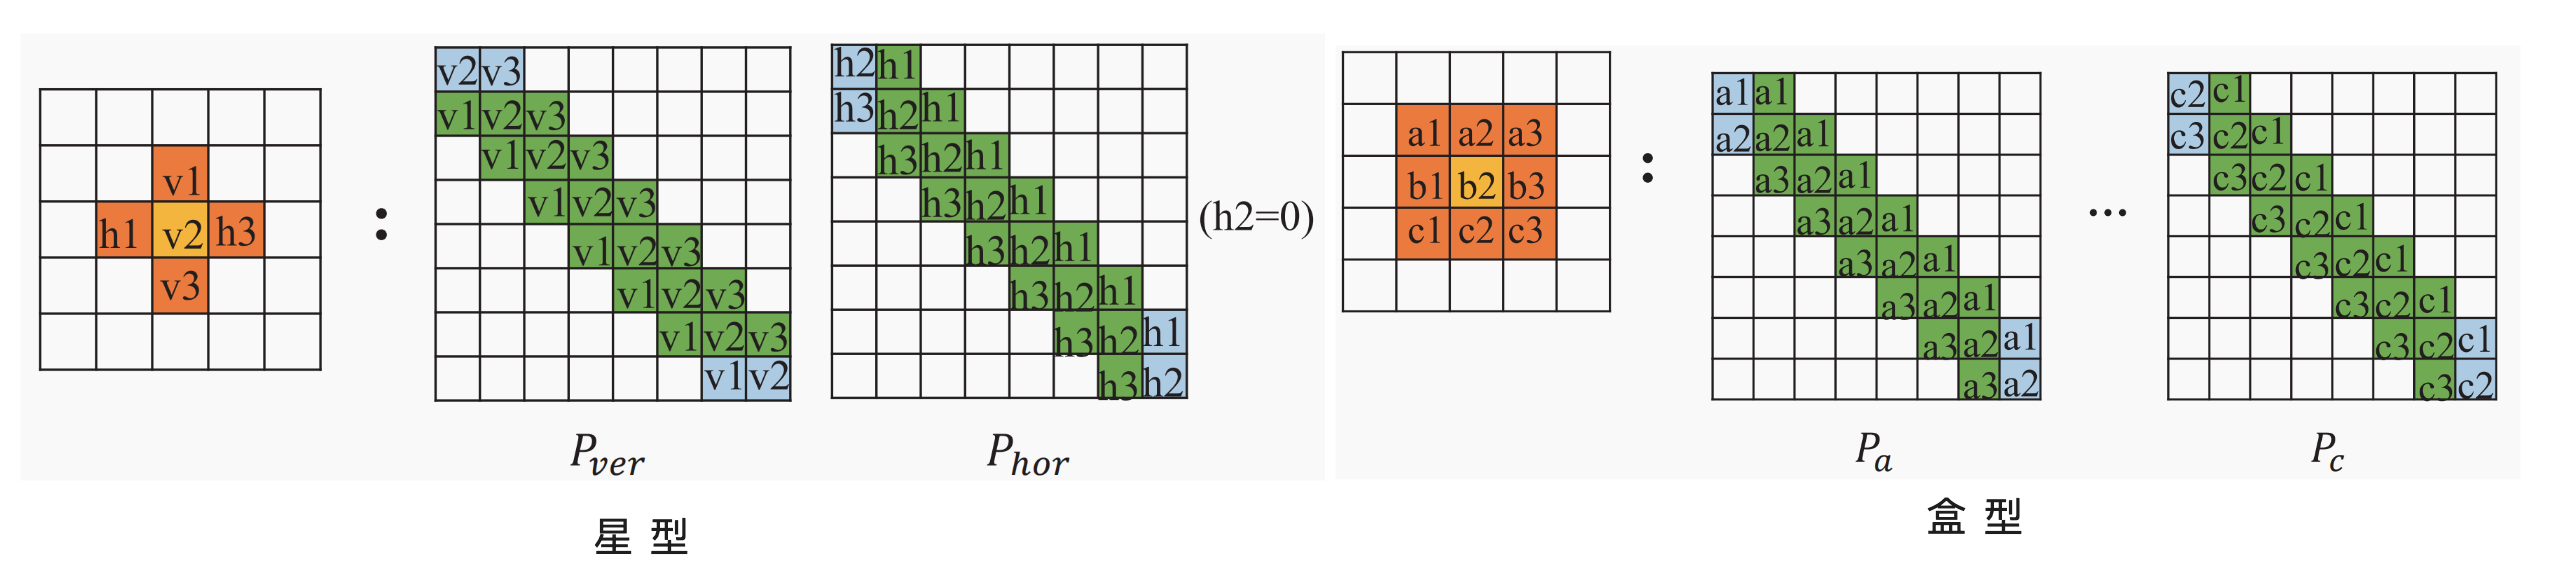 v1
h1 v2 h3
v3
:
v2 v3
v1 v2 v3
v1 v2 v3
v1 v2 v3
v1 v2 v3
v1 v2 v3
v1 v2 v3
v1 v2
P_ver
h2 h1
h3 h2 h1
h3 h2 h1
h3 h2 h1
h3 h2 h1
h3 h2 h1
h3 h2 h1
h3 h2
P_hor
(h2=0)
星型
a1 a2 a3
b1 b2 b3
c1 c2 c3
:
a1 a1
a2 a2 a1
a3 a2 a1
a3 a2 a1
a3 a2 a1
a3 a2 a1
a3 a2 a1
a3 a2
P_a
...
c2 c1
c3 c2 c1
c3 c2 c1
c3 c2 c1
c3 c2 c1
c3 c2 c1
c3 c2 c1
c3 c2
P_c
盒型